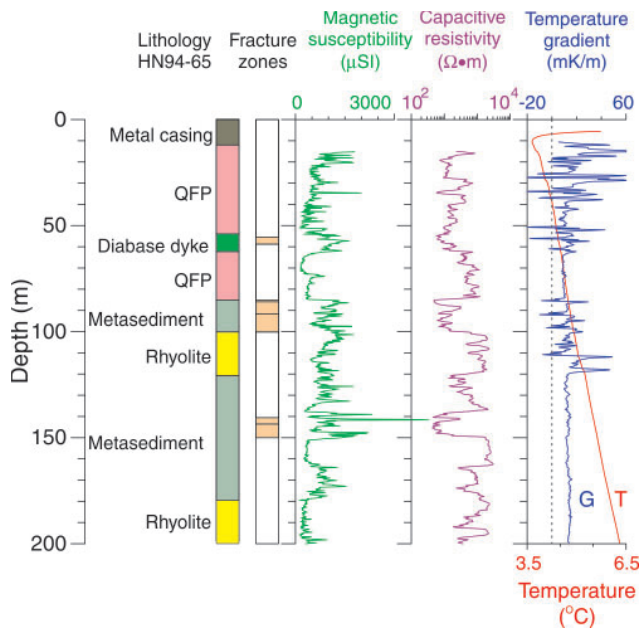 Lithology
HN94-65
Fracture
zones
Magnetic
susceptibility
(µSI)
Capacitive
resistivity
(Ω•m)
Temperature
gradient
(mK/m)
0 3000 10² 10⁴ -20 60
0
Metal casing
QFP
50
Diabase dyke
QFP
Metasediment
100
Rhyolite
Metasediment
150
Rhyolite
200
Depth (m)
G T
3.5 6.5
Temperature
(°C)